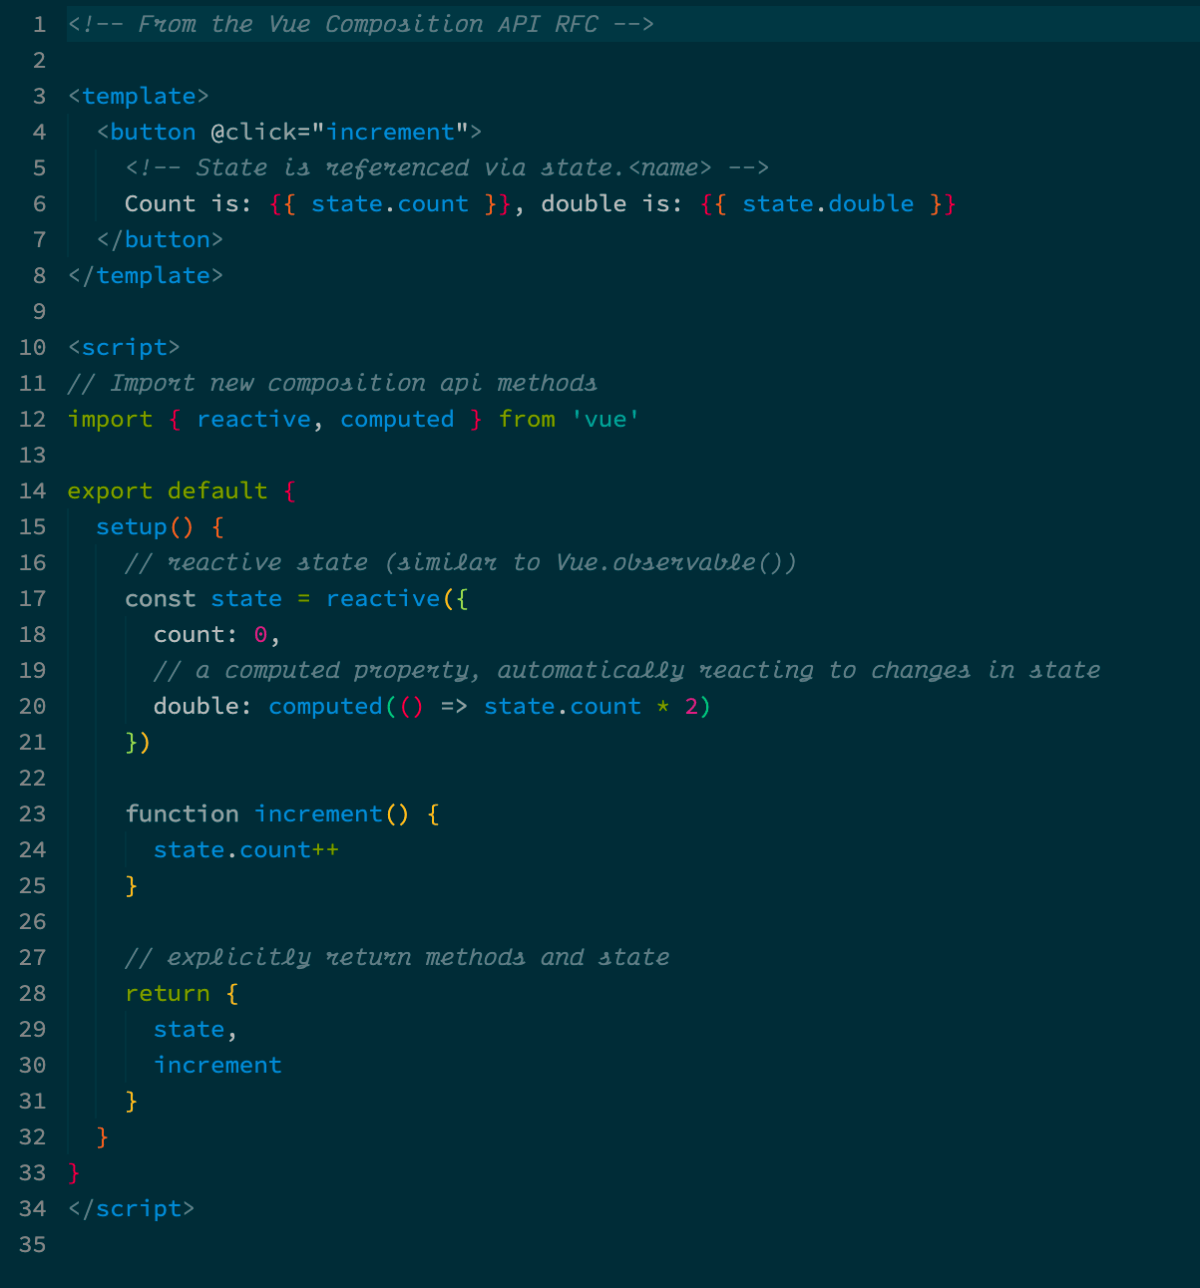 1 <!-- From the Vue Composition API RFC -->
2
3 <template>
4   <button @click="increment">
5     <!-- State is referenced via state.<name> -->
6     Count is: {{ state.count }}, double is: {{ state.double }}
7   </button>
8 </template>
9
10 <script>
11 // Import new composition api methods
12 import { reactive, computed } from 'vue'
13
14 export default {
15   setup() {
16     // reactive state (similar to Vue.observable())
17     const state = reactive({
18       count: 0,
19       // a computed property, automatically reacting to changes in state
20       double: computed(() => state.count * 2)
21     })
22
23     function increment() {
24       state.count++
25     }
26
27     // explicitly return methods and state
28     return {
29       state,
30       increment
31     }
32   }
33 }
34 </script>
35